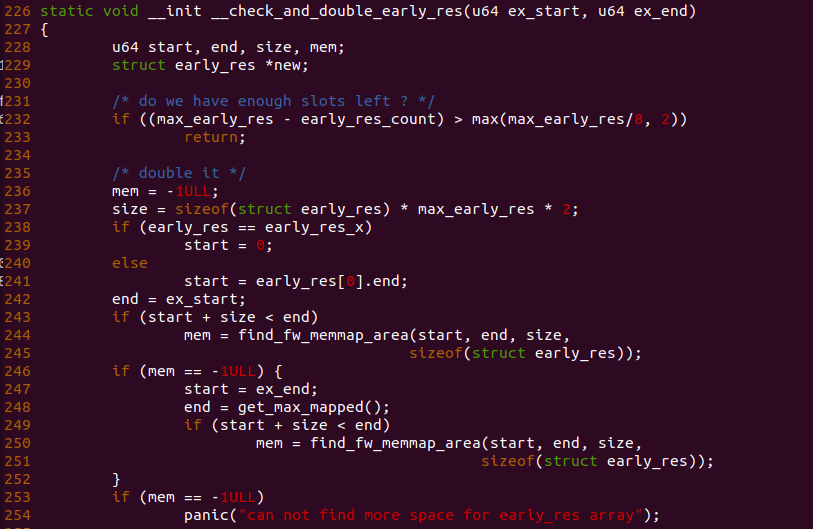 226 static void __init __check_and_double_early_res(u64 ex_start, u64 ex_end)
227 {
228         u64 start, end, size, mem;
229         struct early_res *new;
230
231         /* do we have enough slots left ? */
232         if ((max_early_res - early_res_count) > max(max_early_res/8, 2))
233                 return;
234
235         /* double it */
236         mem = -1ULL;
237         size = sizeof(struct early_res) * max_early_res * 2;
238         if (early_res == early_res_x)
239                 start = 0;
240         else
241                 start = early_res[0].end;
242         end = ex_start;
243         if (start + size < end)
244                 mem = find_fw_memmap_area(start, end, size,
245                                          sizeof(struct early_res));
246         if (mem == -1ULL) {
247                 start = ex_end;
248                 end = get_max_mapped();
249                 if (start + size < end)
250                         mem = find_fw_memmap_area(start, end, size,
251                                                  sizeof(struct early_res));
252         }
253         if (mem == -1ULL)
254                 panic("can not find more space for early_res array");